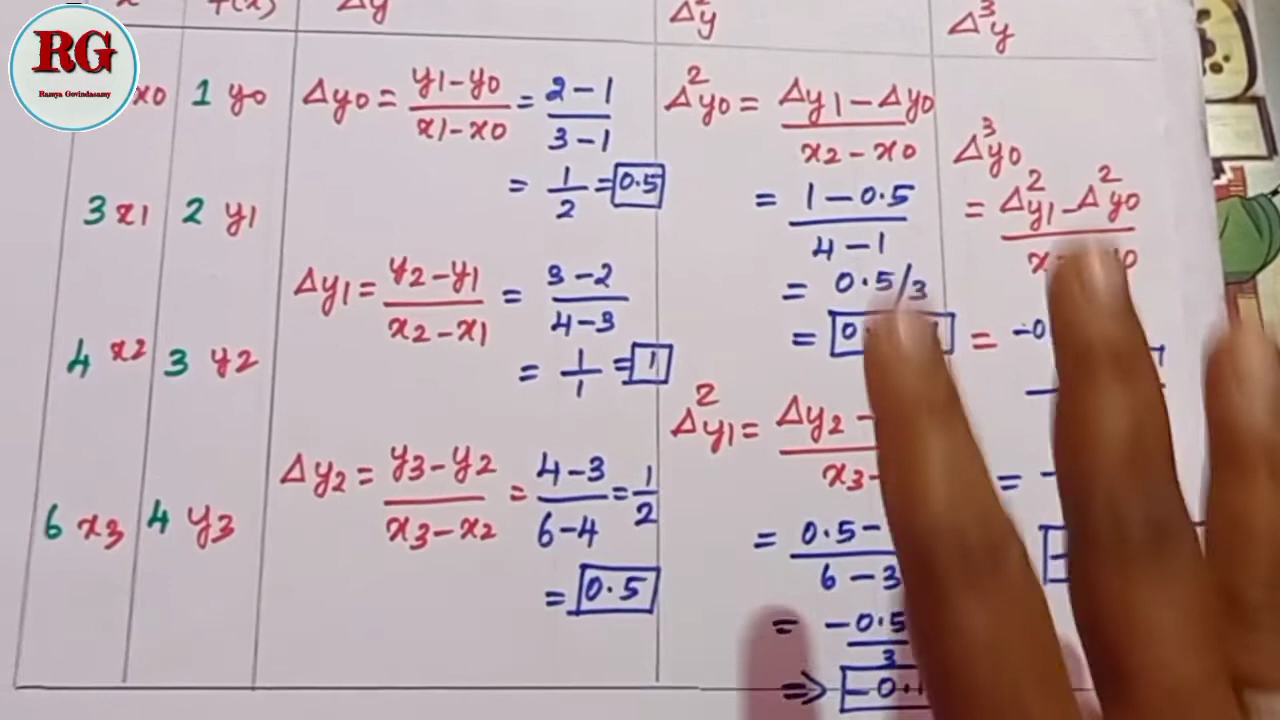 RG
Ramya Govindasamy
f(x) Δy Δ²y Δ³y
x0 1 y0
3 x1 2 y1
4 x2 3 y2
6 x3 4 y3
Δy0 = y1-y0 / x1-x0 = 2-1 / 3-1
= 1/2 = 0.5
Δy1 = y2-y1 / x2-x1 = 3-2 / 4-3
= 1/1 = 1
Δy2 = y3-y2 / x3-x2 = 4-3 / 6-4 = 1/2
= 0.5
Δ²y0 = Δy1-Δy0 / x2-x0
= 1-0.5 / 4-1
= 0.5/3
=
Δ²y1 = Δy2 - / x3-
= 0.5- / 6-3
= -0.5 / 3
=>
Δ³y0
= Δ²y1-Δ²y0
=
=